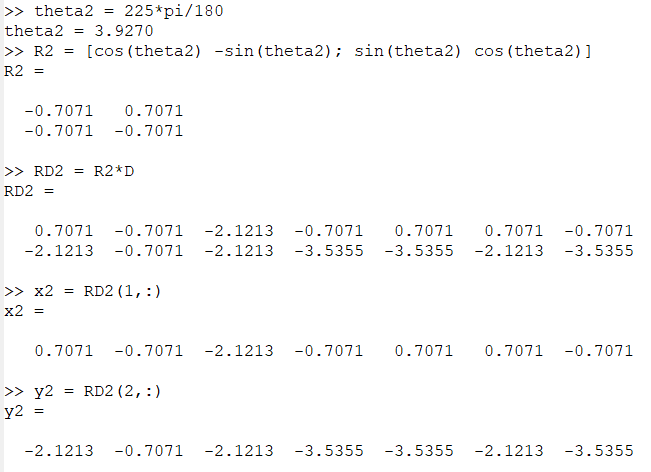 >> theta2 = 225*pi/180
theta2 = 3.9270
>> R2 = [cos(theta2) -sin(theta2); sin(theta2) cos(theta2)]
R2 =
-0.7071 0.7071
-0.7071 -0.7071
>> RD2 = R2*D
RD2 =
0.7071 -0.7071 -2.1213 -0.7071 0.7071 0.7071 -0.7071
-2.1213 -0.7071 -2.1213 -3.5355 -3.5355 -2.1213 -3.5355
>> x2 = RD2(1,:)
x2 =
0.7071 -0.7071 -2.1213 -0.7071 0.7071 0.7071 -0.7071
>> y2 = RD2(2,:)
y2 =
-2.1213 -0.7071 -2.1213 -3.5355 -3.5355 -2.1213 -3.5355